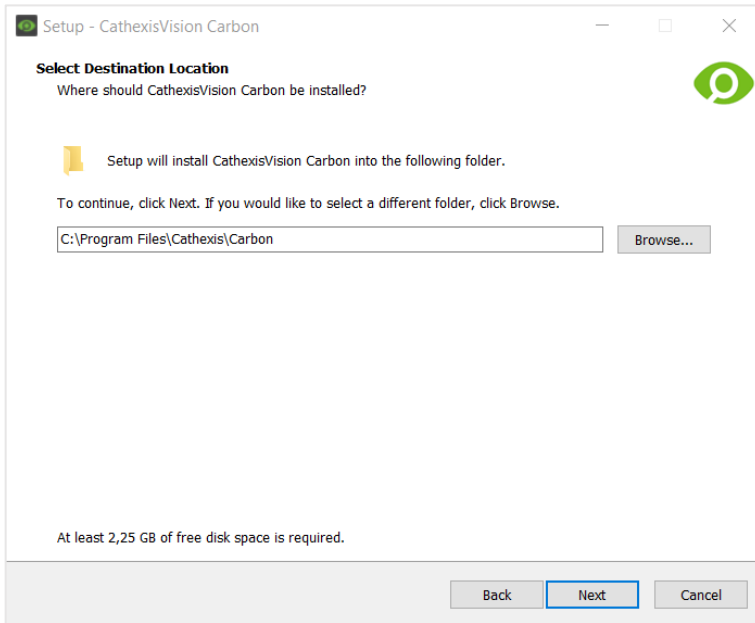 Setup - CathexisVision Carbon
Select Destination Location
Where should CathexisVision Carbon be installed?
Setup will install CathexisVision Carbon into the following folder.
To continue, click Next. If you would like to select a different folder, click Browse.
C:\Program Files\Cathexis\Carbon
Browse...
At least 2,25 GB of free disk space is required.
Back
Next
Cancel